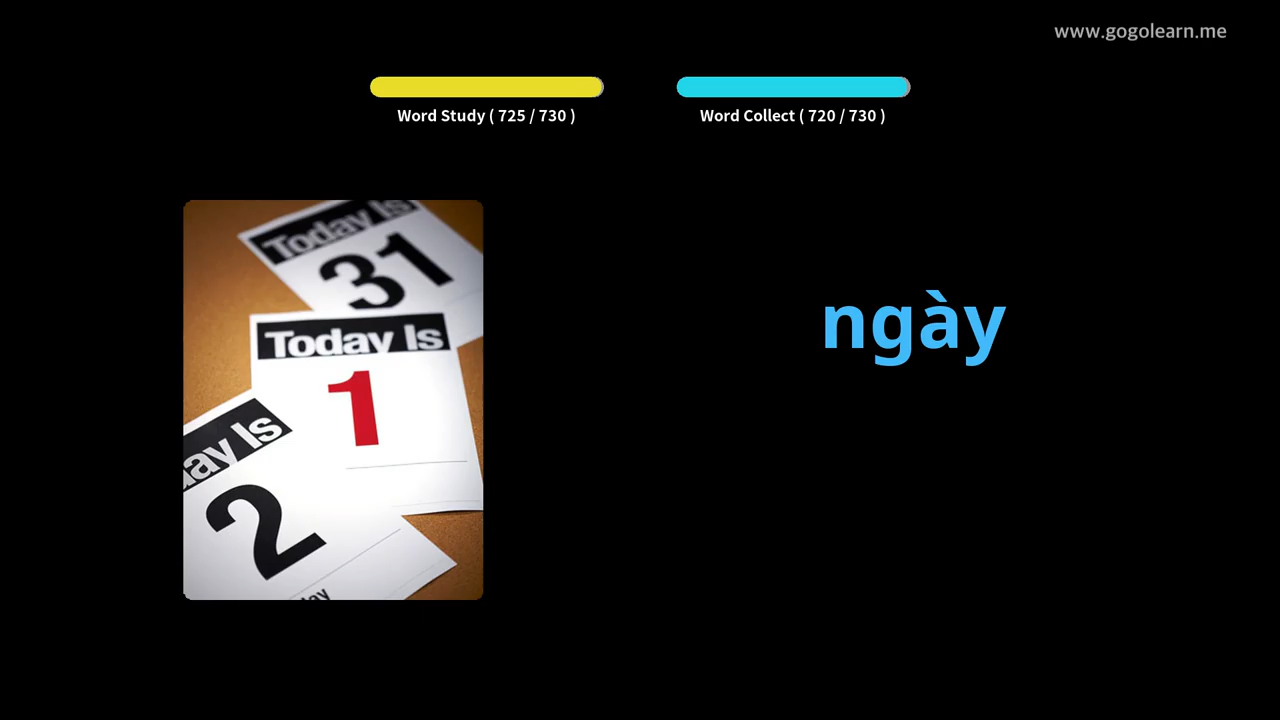 www.gogolearn.me
Word Study ( 725 / 730 )
Word Collect ( 720 / 730 )
Today Is
31
Today Is
1
ngày
ay Is
2